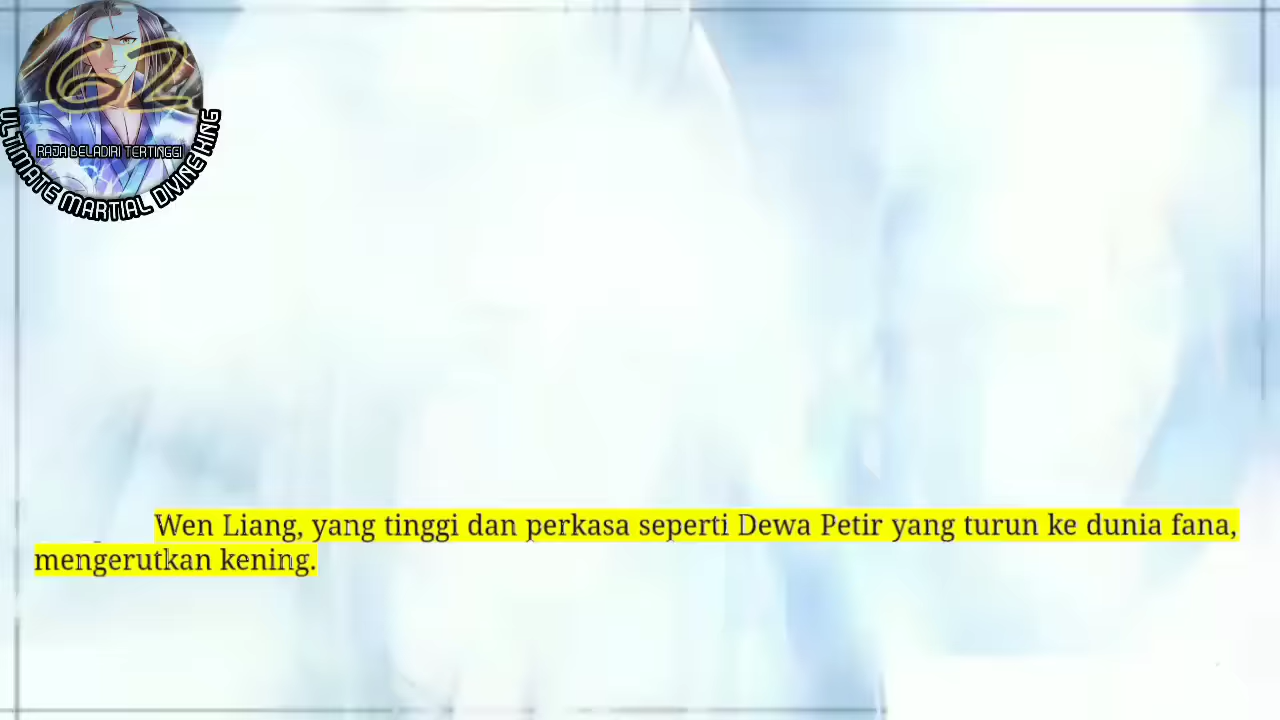 62
RAJA BELADIRI TERTINGGI
ULTIMATE MARTIAL DIVINE KING
Wen Liang, yang tinggi dan perkasa seperti Dewa Petir yang turun ke dunia fana,
mengerutkan kening.